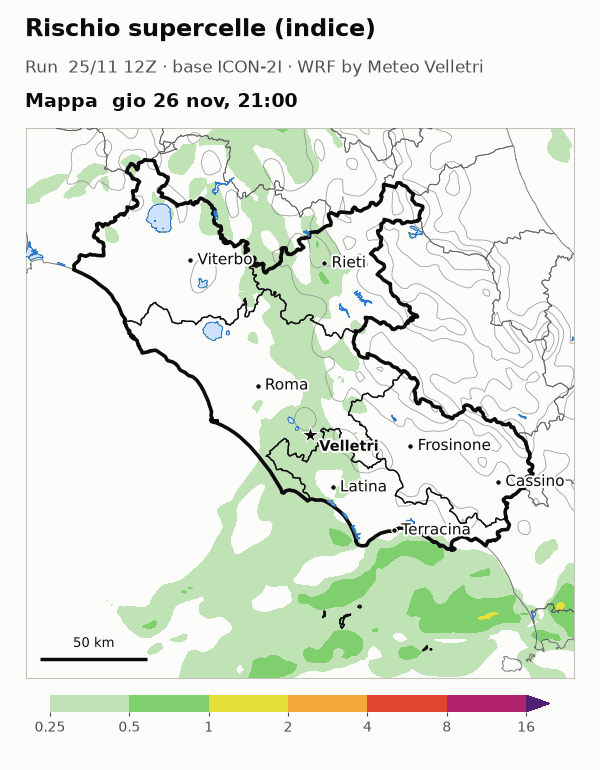 Rischio supercelle (indice)
Run  25/11 12Z · base ICON-2I · WRF by Meteo Velletri
Mappa  gio 26 nov, 21:00
Viterbo
Rieti
Roma
Velletri
Frosinone
Latina
Cassino
Terracina
50 km
0.25 0.5 1 2 4 8 16